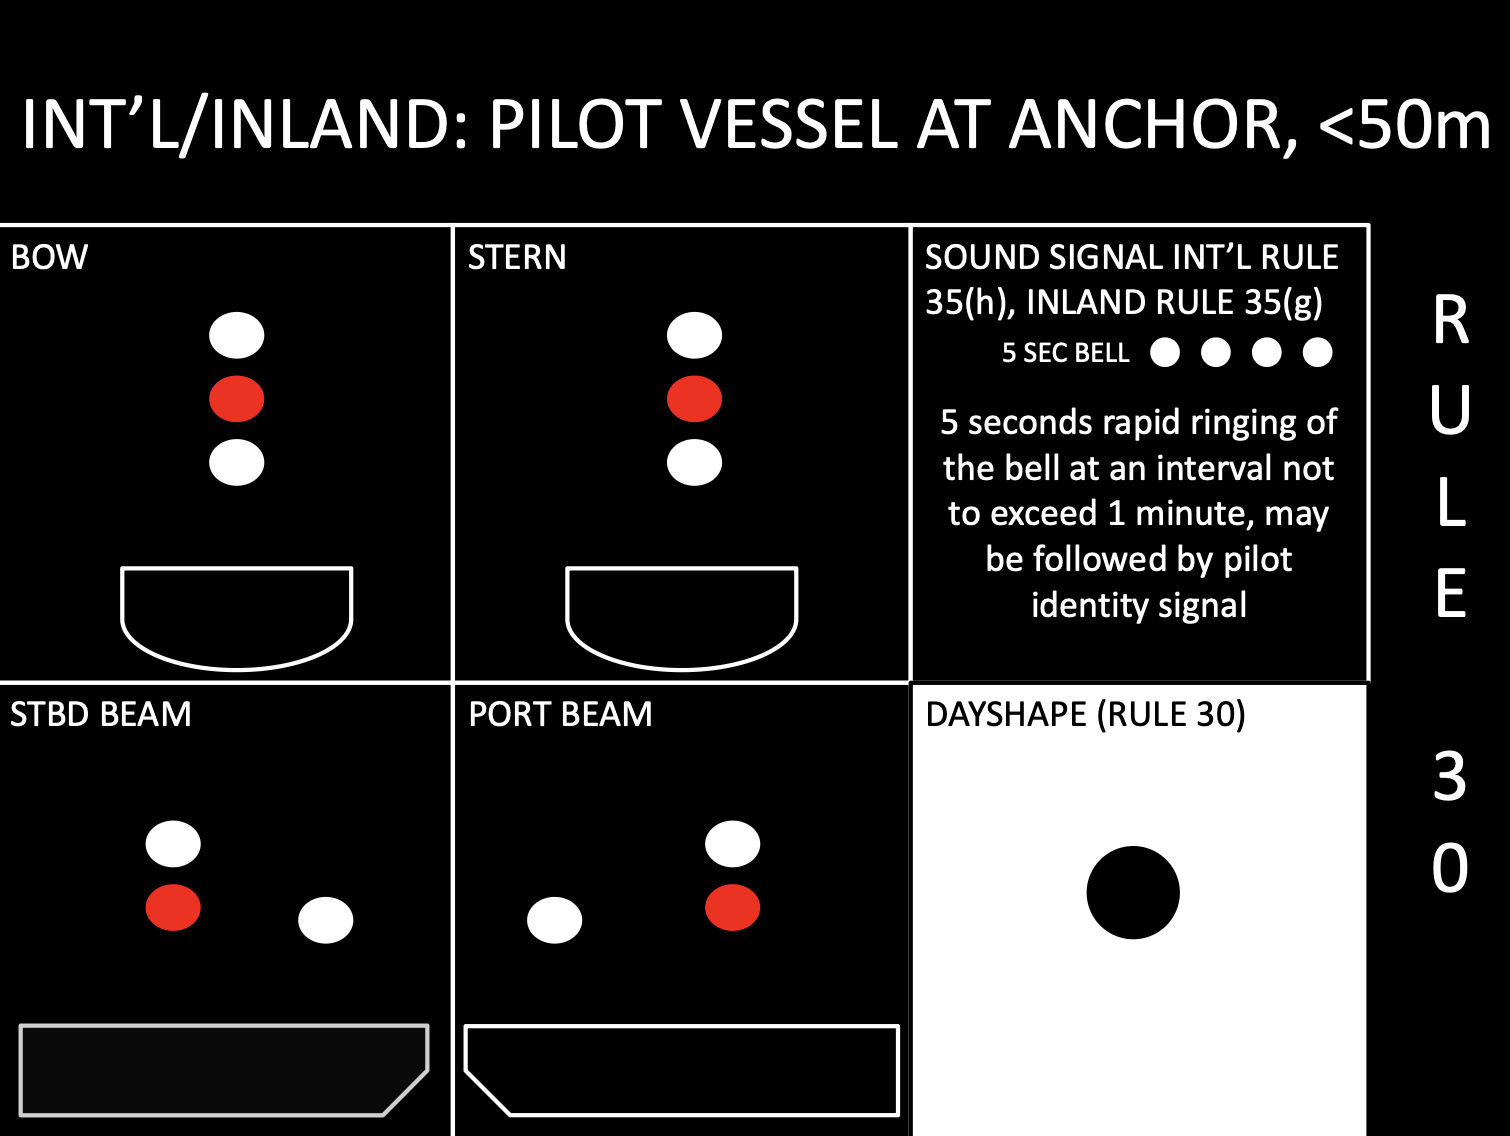 INT’L/INLAND: PILOT VESSEL AT ANCHOR, <50m
BOW
STERN
SOUND SIGNAL INT’L RULE
35(h), INLAND RULE 35(g)
5 SEC BELL
5 seconds rapid ringing of
the bell at an interval not
to exceed 1 minute, may
be followed by pilot
identity signal
STBD BEAM
PORT BEAM
DAYSHAPE (RULE 30)
R
U
L
E
3
0